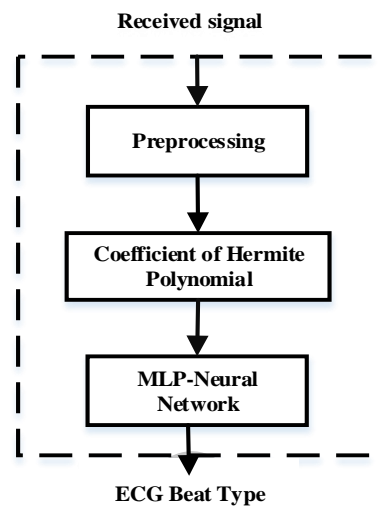 Received signal
Preprocessing
Coefficient of Hermite
Polynomial
MLP-Neural
Network
ECG Beat Type